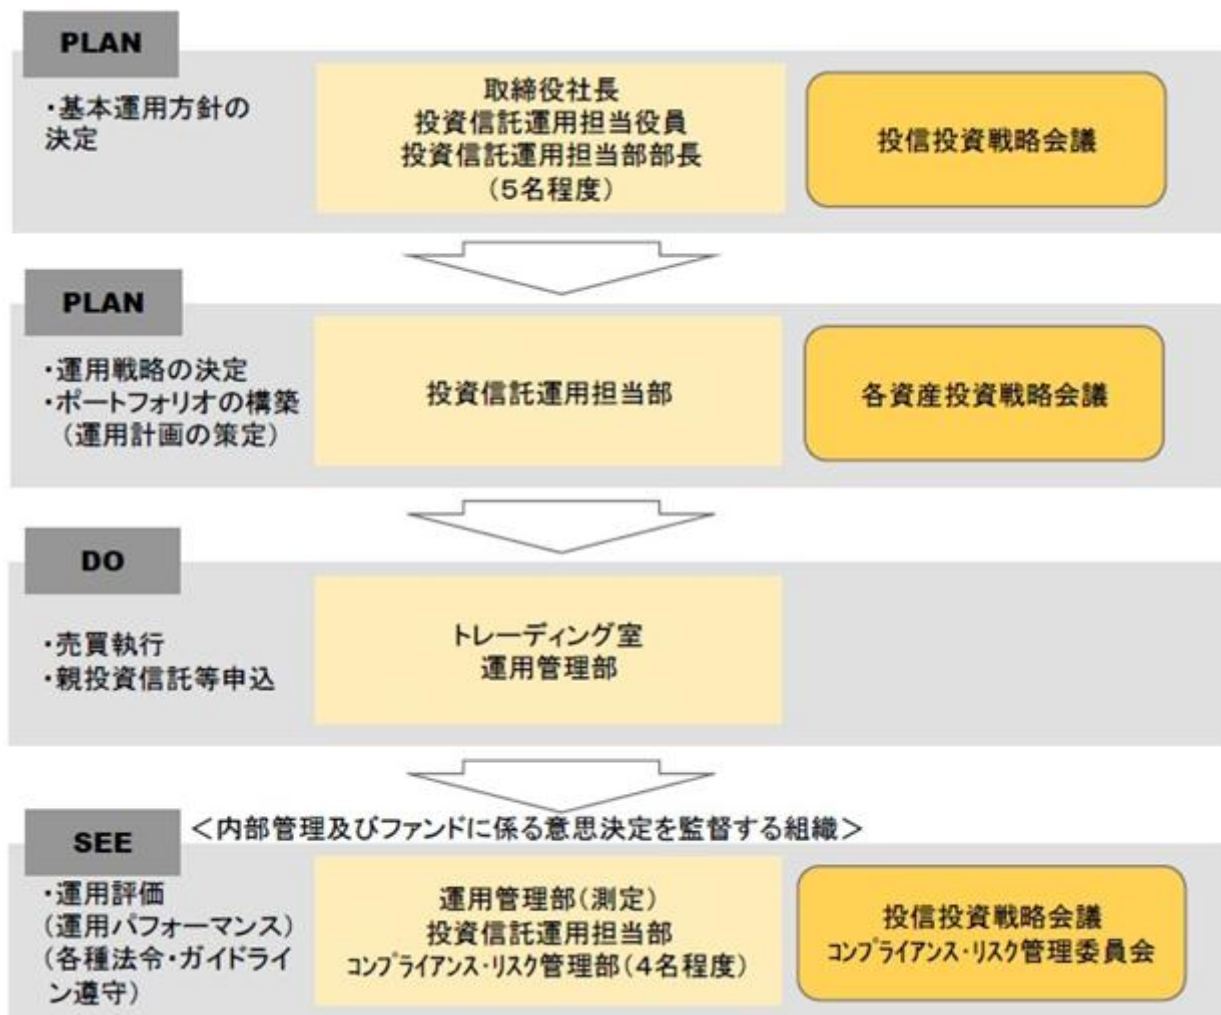 PLAN
・基本運用方針の
決定
取締役社長
投資信託運用担当役員
投資信託運用担当部部長
(5名程度)
投信投資戦略会議
PLAN
・運用戦略の決定
・ポートフォリオの構築
(運用計画の策定)
投資信託運用担当部
各資産投資戦略会議
DO
・売買執行
・親投資信託等申込
トレーディング室
運用管理部
SEE
<内部管理及びファンドに係る意思決定を監督する組織>
・運用評価
(運用パフォーマンス)
(各種法令・ガイドライ
ン遵守)
運用管理部(測定)
投資信託運用担当部
コンプライアンス・リスク管理部(4名程度)
投信投資戦略会議
コンプライアンス・リスク管理委員会